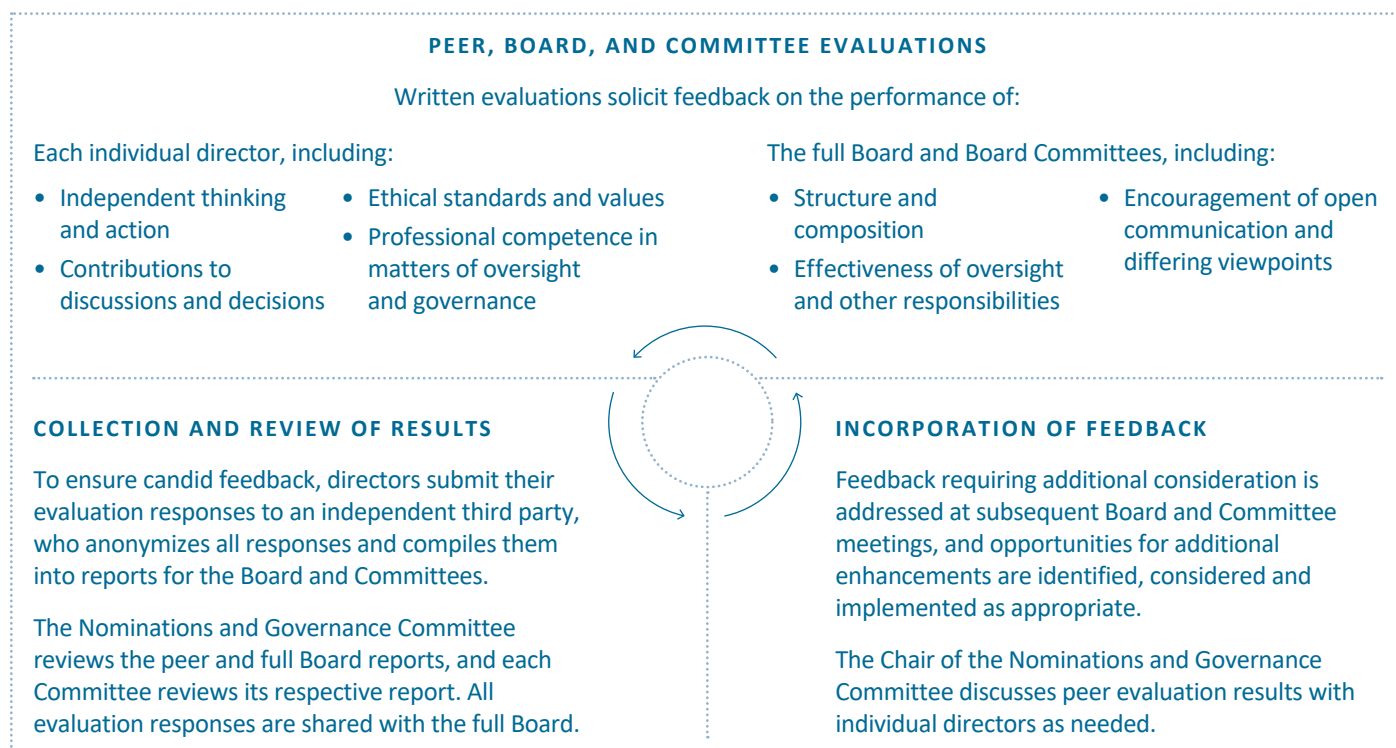 PEER, BOARD, AND COMMITTEE EVALUATIONS
Written evaluations solicit feedback on the performance of:
Each individual director, including:
• Independent thinking
and action
• Contributions to
discussions and decisions
• Ethical standards and values
• Professional competence in
matters of oversight
and governance
The full Board and Board Committees, including:
• Structure and
composition
• Effectiveness of oversight
and other responsibilities
• Encouragement of open
communication and
differing viewpoints
COLLECTION AND REVIEW OF RESULTS
To ensure candid feedback, directors submit their
evaluation responses to an independent third party,
who anonymizes all responses and compiles them
into reports for the Board and Committees.
The Nominations and Governance Committee
reviews the peer and full Board reports, and each
Committee reviews its respective report. All
evaluation responses are shared with the full Board.
INCORPORATION OF FEEDBACK
Feedback requiring additional consideration is
addressed at subsequent Board and Committee
meetings, and opportunities for additional
enhancements are identified, considered and
implemented as appropriate.
The Chair of the Nominations and Governance
Committee discusses peer evaluation results with
individual directors as needed.